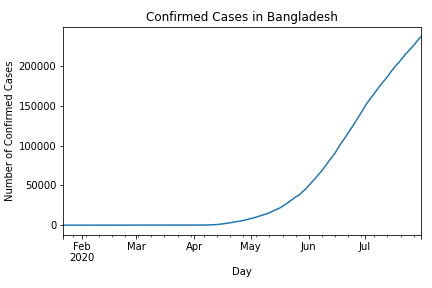 Confirmed Cases in Bangladesh
Number of Confirmed Cases
200000
150000
100000
50000
0
Feb Mar Apr May Jun Jul
2020
Day